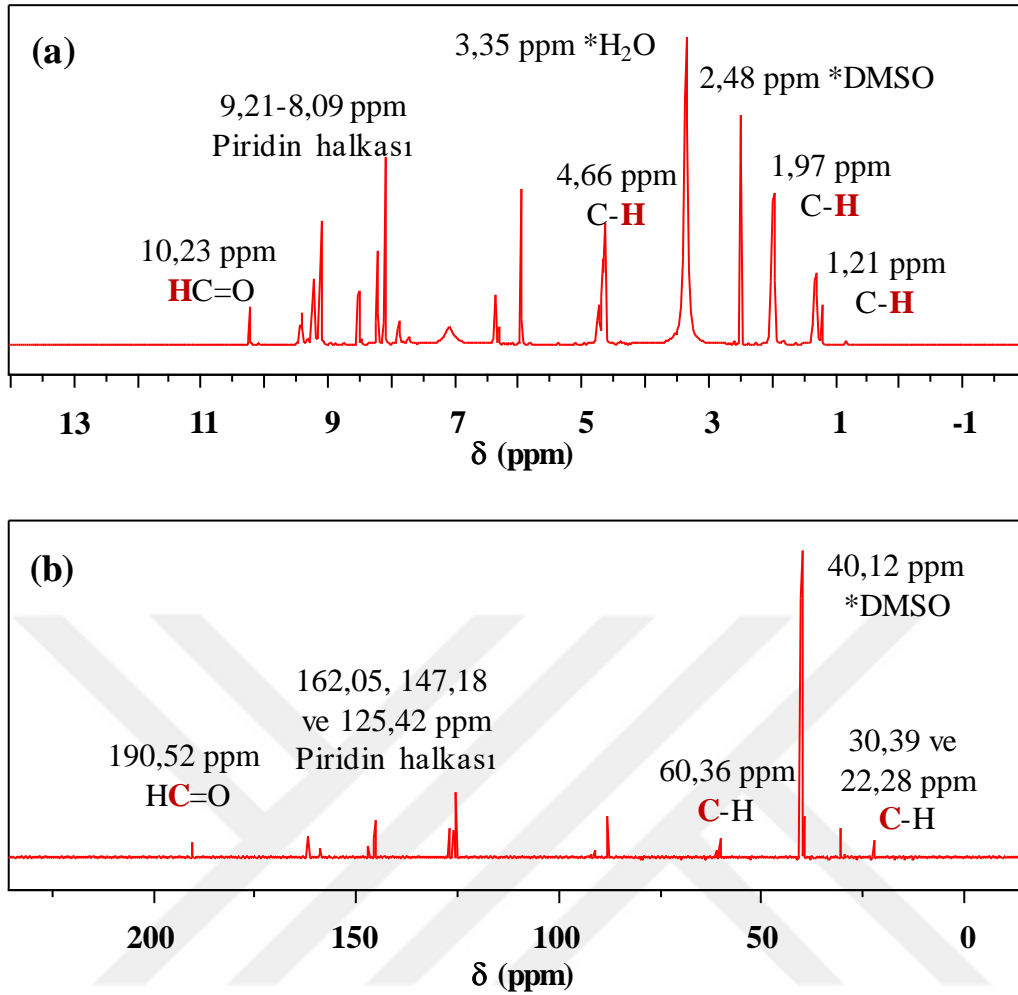 (a)
3,35 ppm *H₂O
2,48 ppm *DMSO
9,21-8,09 ppm
Piridin halkası
4,66 ppm
C-H
1,97 ppm
C-H
10,23 ppm
HC=O
1,21 ppm
C-H
13 11 9 7 5 3 1 -1
δ (ppm)
(b)
40,12 ppm
*DMSO
162,05, 147,18
ve 125,42 ppm
Piridin halkası
190,52 ppm
HC=O
60,36 ppm
C-H
30,39 ve
22,28 ppm
C-H
200 150 100 50 0
δ (ppm)